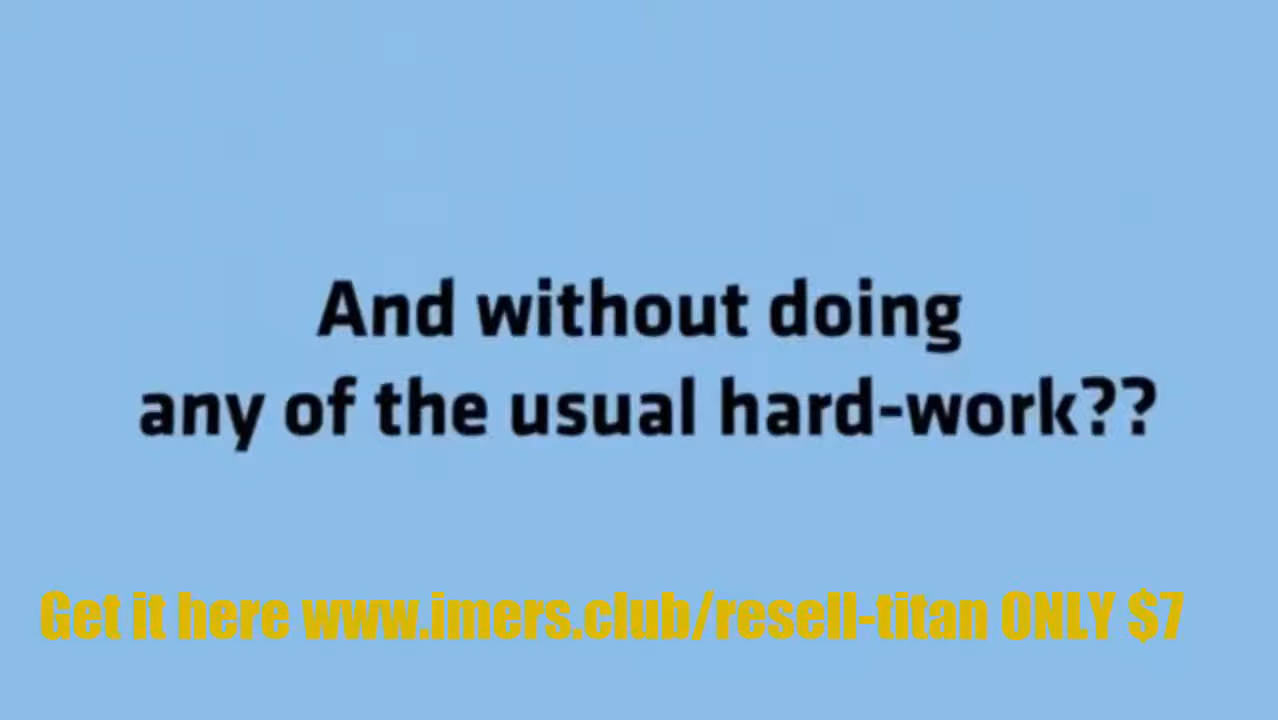 And without doing
any of the usual hard-work??
Get it here www.imers.club/resell-titan ONLY $7